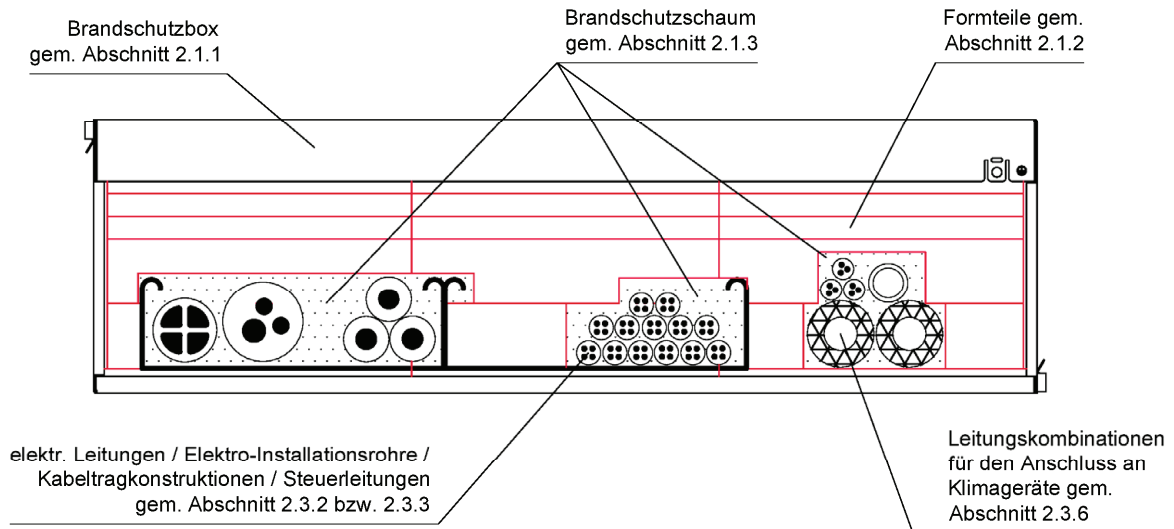 Brandschutzbox
gem. Abschnitt 2.1.1
Brandschutzschaum
gem. Abschnitt 2.1.3
Formteile gem.
Abschnitt 2.1.2
elektr. Leitungen / Elektro-Installationsrohre /
Kabeltragkonstruktionen / Steuerleitungen
gem. Abschnitt 2.3.2 bzw. 2.3.3
Leitungskombinationen
für den Anschluss an
Klimageräte gem.
Abschnitt 2.3.6